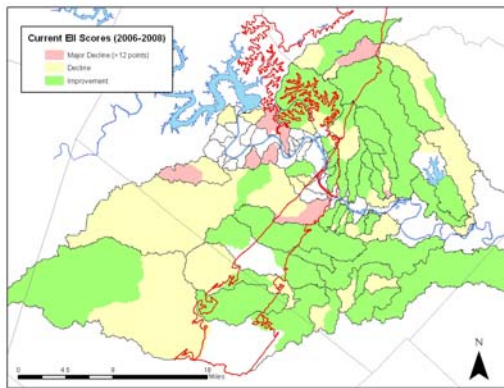 Current EII Scores (2006-2008)
Major Decline (>12 points)
Decline
Improvement
N
0 4.5 9 18
Miles